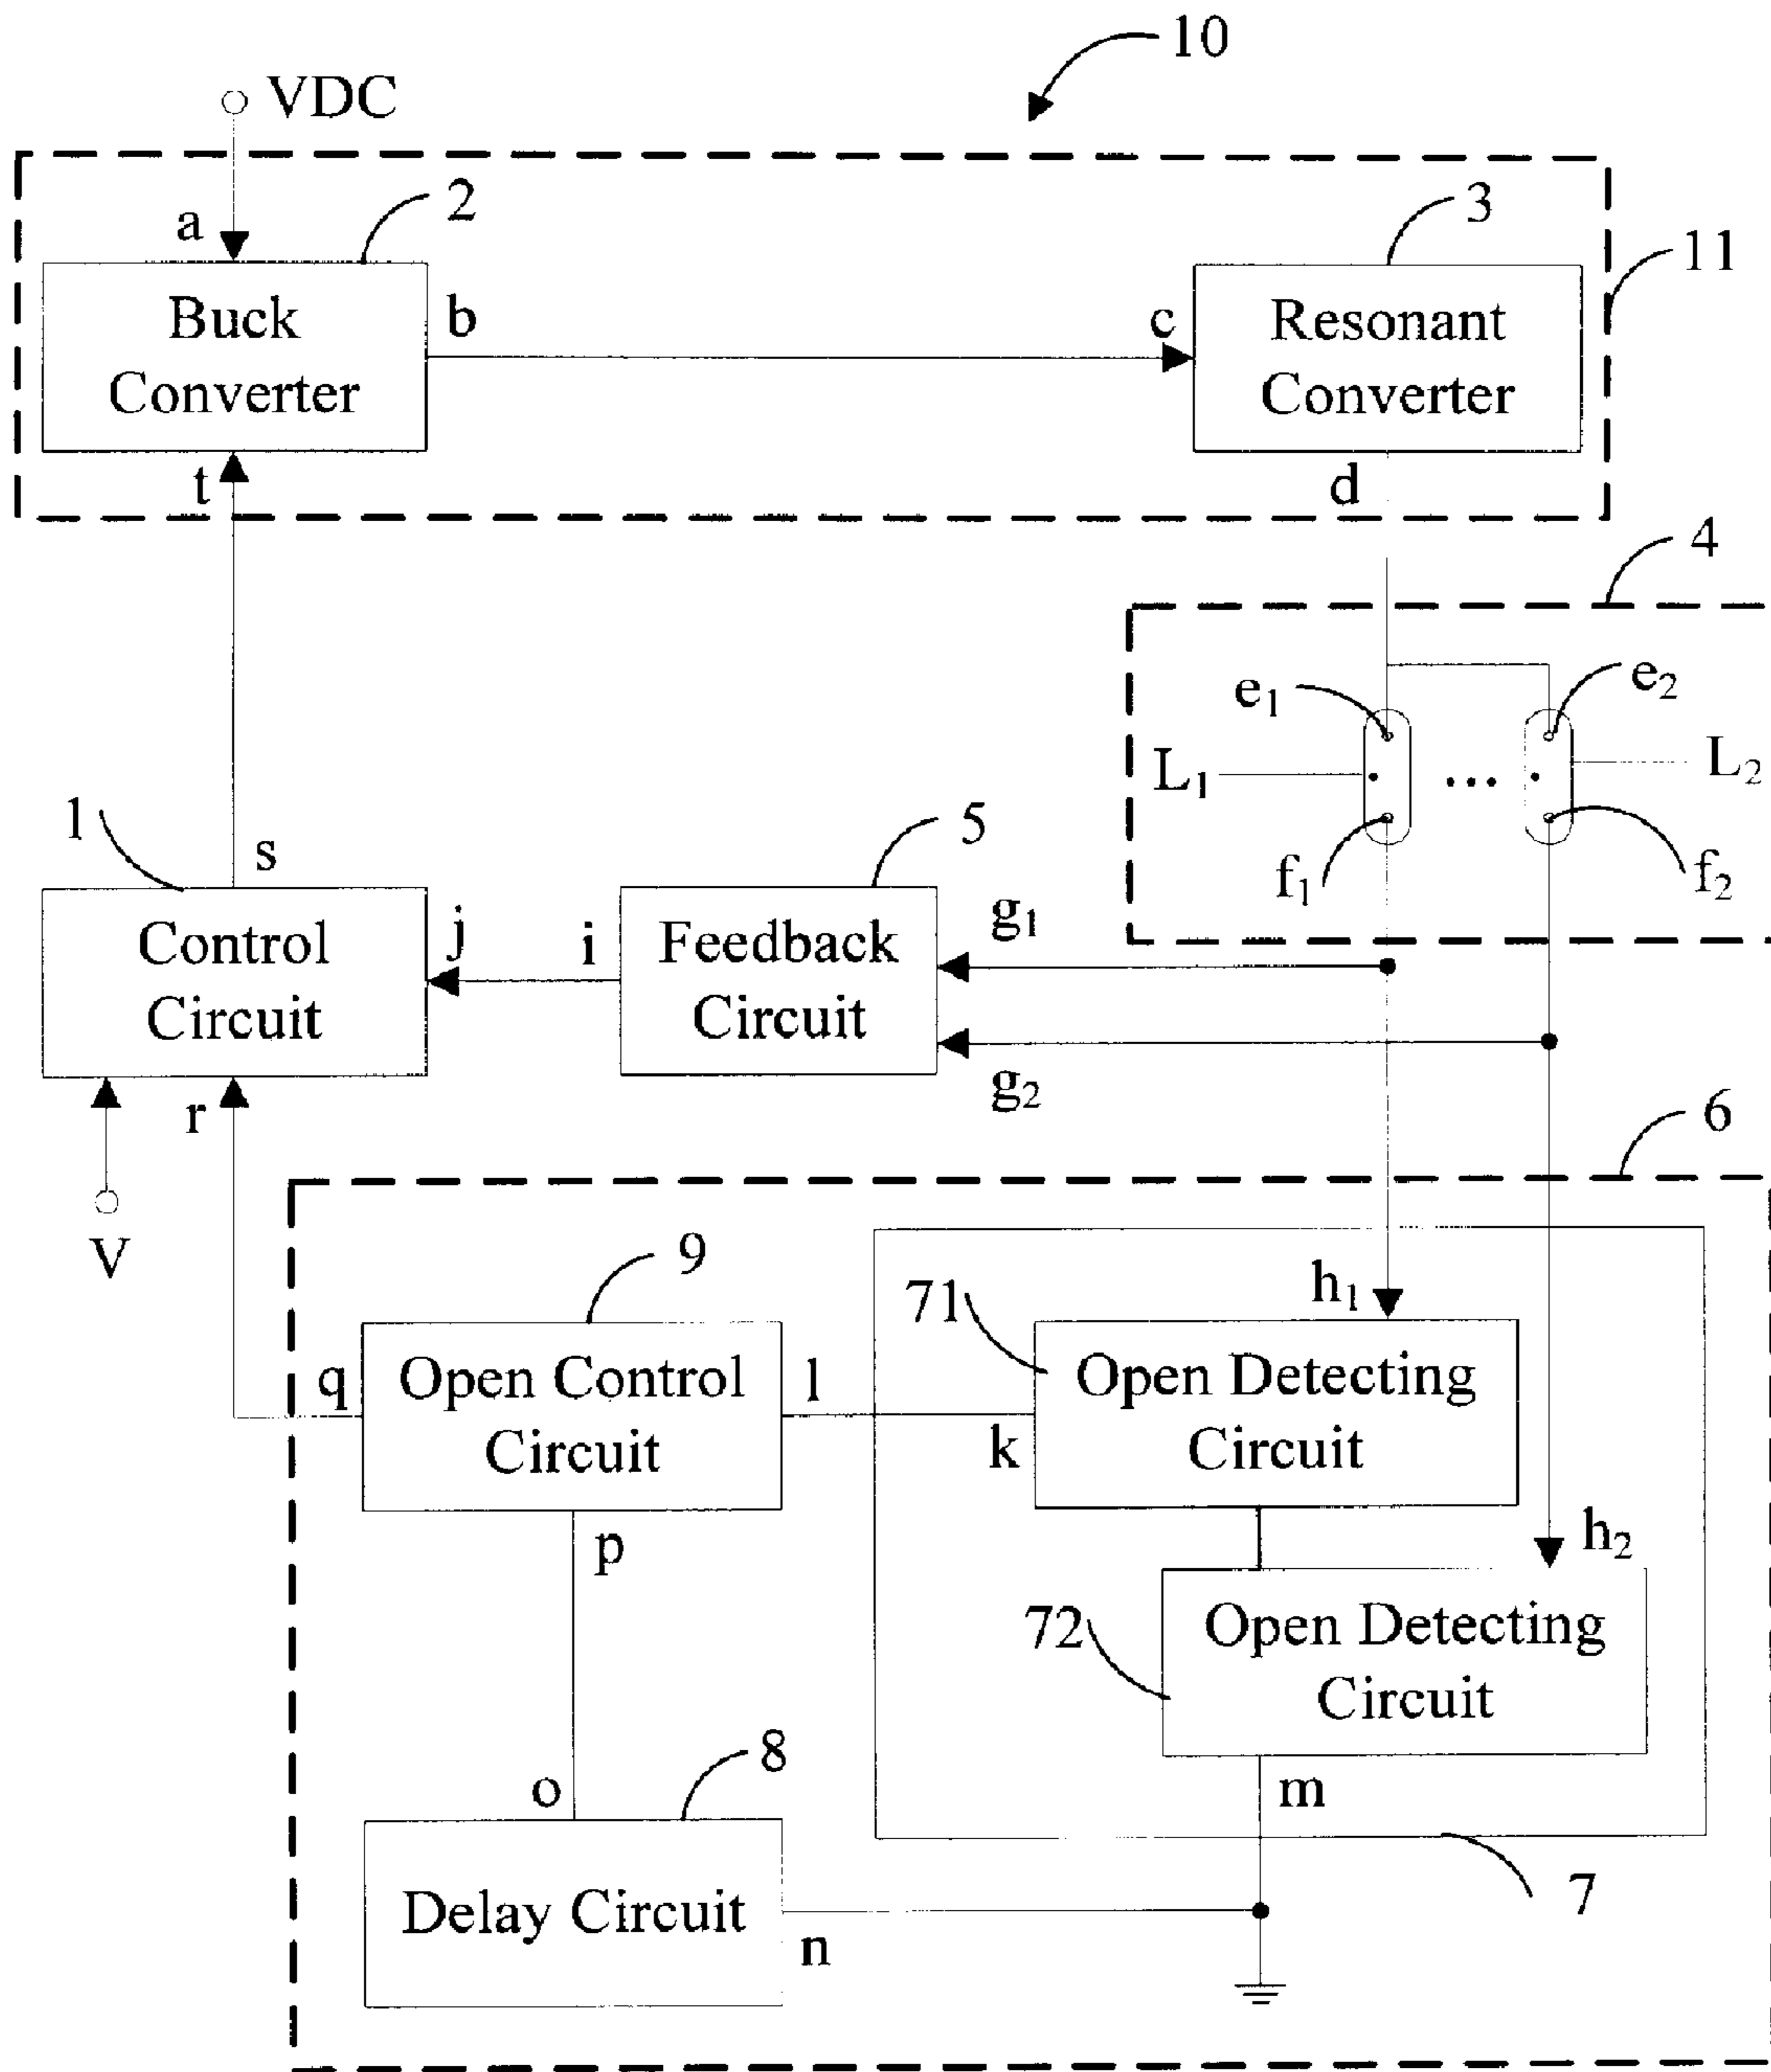 10
VDC
2
3
11
a
Buck
Converter
b
c
Resonant
Converter
t
d
4
e1
e2
L1
...
L2
f1
f2
1
s
5
Control
Circuit
j
i
Feedback
Circuit
g1
g2
r
V
6
9
71
h1
q
Open Control
Circuit
l
k
Open Detecting
Circuit
p
h2
72
Open Detecting
Circuit
o
8
m
Delay Circuit
n
7